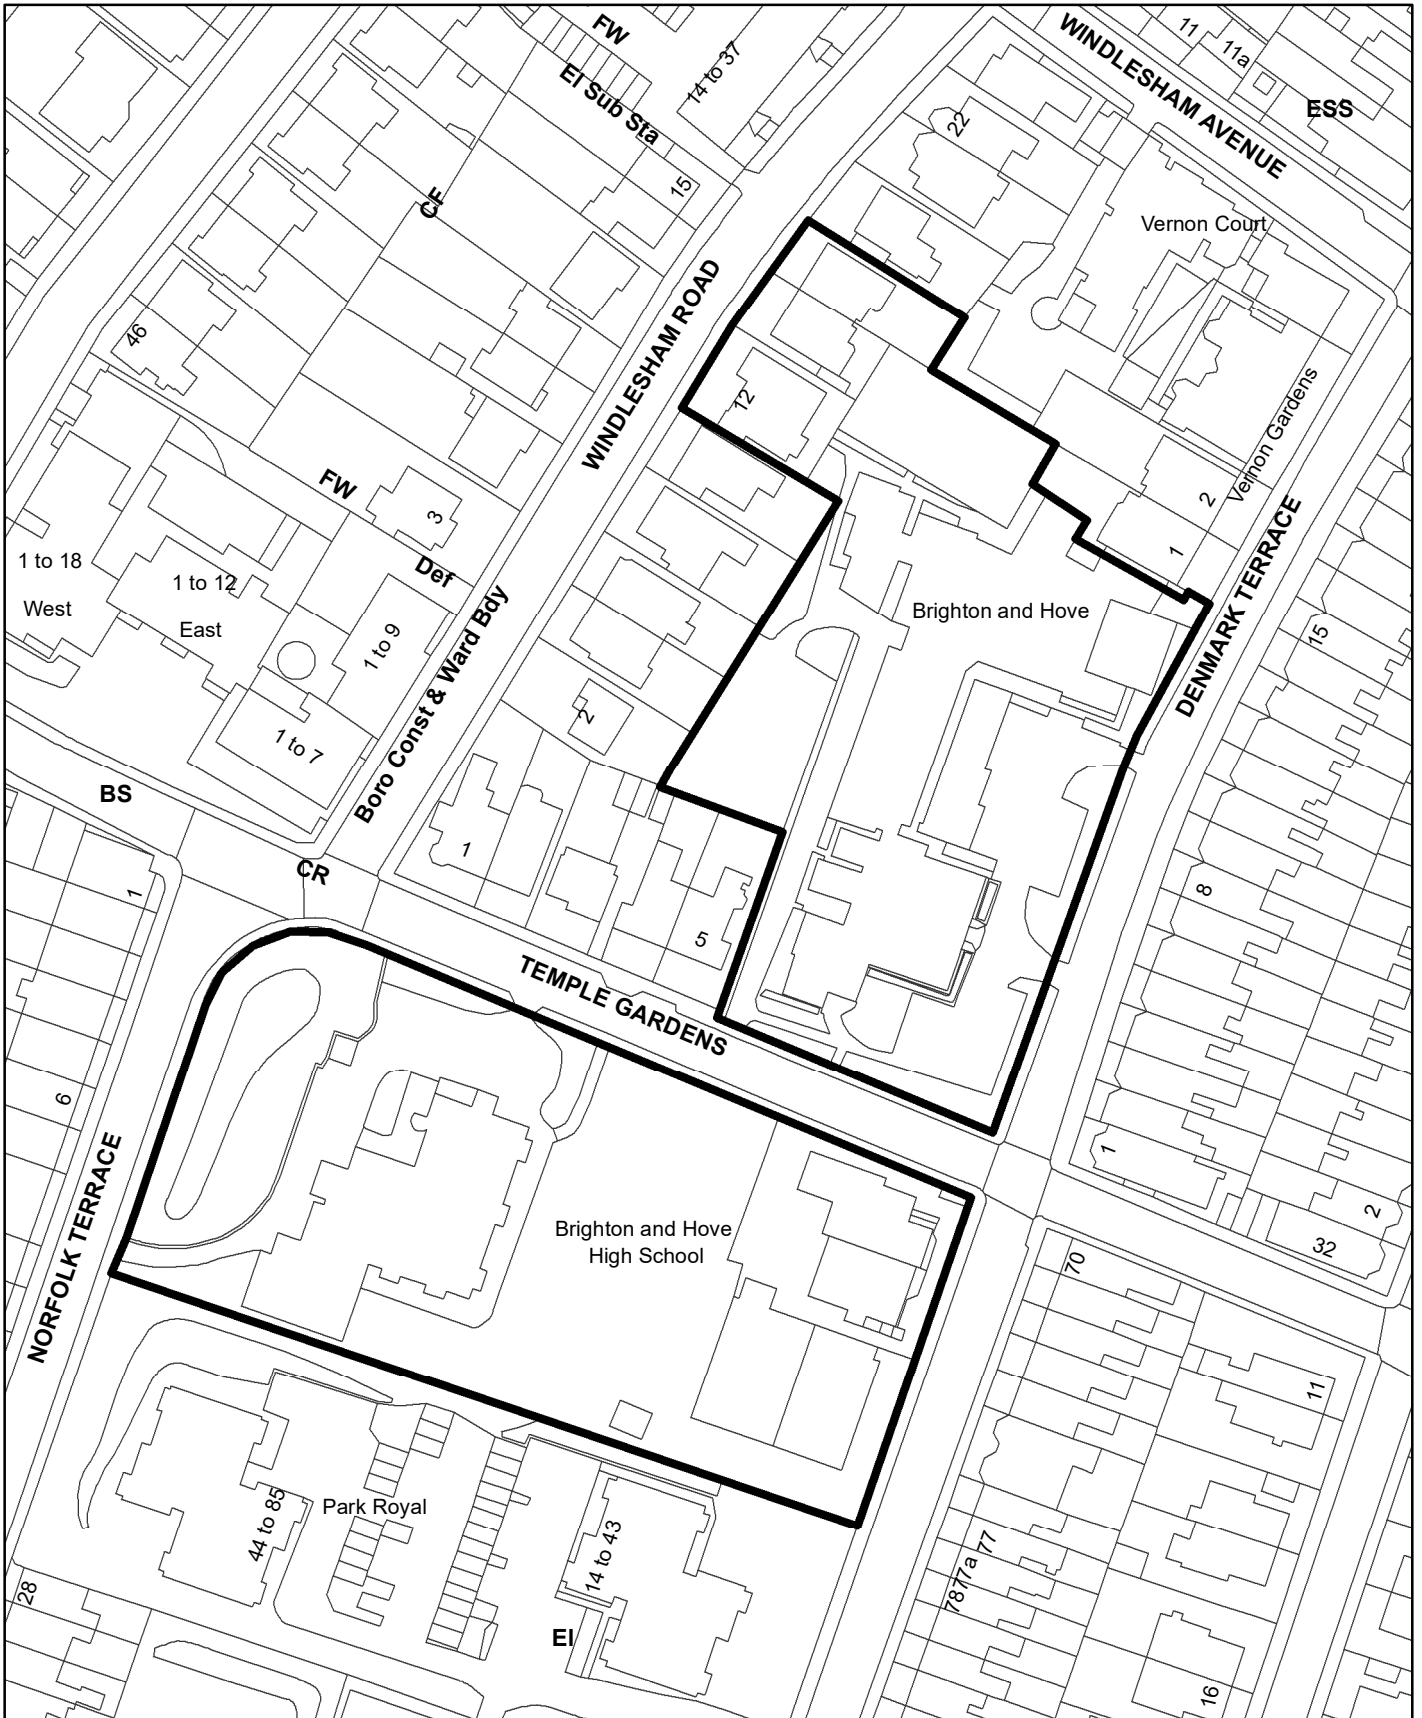 FW
14 to 37
El Sub Sta
WINDLESHAM AVENUE
11
11a
ESS
22
15
CF
Vernon Court
WINDLESHAM ROAD
46
12
Vernon Gardens
2
1
FW
3
Def
DENMARK TERRACE
1 to 18
West
1 to 12
East
1 to 9
Boro Const & Ward Bdy
Brighton and Hove
15
2
1 to 7
BS
1
CR
1
5
8
TEMPLE GARDENS
6
NORFOLK TERRACE
Brighton and Hove
High School
1
2
32
70
11
Park Royal
44 to 85
14 to 43
77
7877a
28
El
16